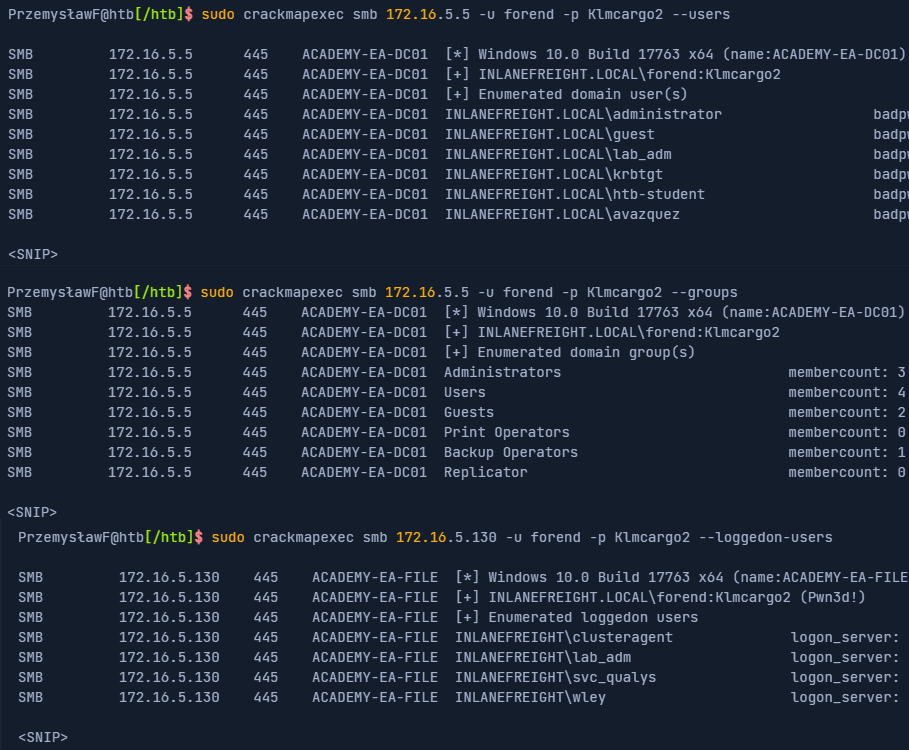 PrzemysławF@htb[/htb]$ sudo crackmapexec smb 172.16.5.5 -u forend -p Klmcargo2 --users
SMB 172.16.5.5 445 ACADEMY-EA-DC01 [*] Windows 10.0 Build 17763 x64 (name:ACADEMY-EA-DC01)
SMB 172.16.5.5 445 ACADEMY-EA-DC01 [+] INLANEFREIGHT.LOCAL\forend:Klmcargo2
SMB 172.16.5.5 445 ACADEMY-EA-DC01 [+] Enumerated domain user(s)
SMB 172.16.5.5 445 ACADEMY-EA-DC01 INLANEFREIGHT.LOCAL\administrator badpw
SMB 172.16.5.5 445 ACADEMY-EA-DC01 INLANEFREIGHT.LOCAL\guest badpw
SMB 172.16.5.5 445 ACADEMY-EA-DC01 INLANEFREIGHT.LOCAL\lab_adm badpw
SMB 172.16.5.5 445 ACADEMY-EA-DC01 INLANEFREIGHT.LOCAL\krbtgt badpw
SMB 172.16.5.5 445 ACADEMY-EA-DC01 INLANEFREIGHT.LOCAL\htb-student badpw
SMB 172.16.5.5 445 ACADEMY-EA-DC01 INLANEFREIGHT.LOCAL\avazquez badpw
<SNIP>
PrzemysławF@htb[/htb]$ sudo crackmapexec smb 172.16.5.5 -u forend -p Klmcargo2 --groups
SMB 172.16.5.5 445 ACADEMY-EA-DC01 [*] Windows 10.0 Build 17763 x64 (name:ACADEMY-EA-DC01)
SMB 172.16.5.5 445 ACADEMY-EA-DC01 [+] INLANEFREIGHT.LOCAL\forend:Klmcargo2
SMB 172.16.5.5 445 ACADEMY-EA-DC01 [+] Enumerated domain group(s)
SMB 172.16.5.5 445 ACADEMY-EA-DC01 Administrators membercount: 3
SMB 172.16.5.5 445 ACADEMY-EA-DC01 Users membercount: 4
SMB 172.16.5.5 445 ACADEMY-EA-DC01 Guests membercount: 2
SMB 172.16.5.5 445 ACADEMY-EA-DC01 Print Operators membercount: 0
SMB 172.16.5.5 445 ACADEMY-EA-DC01 Backup Operators membercount: 1
SMB 172.16.5.5 445 ACADEMY-EA-DC01 Replicator membercount: 0
<SNIP>
PrzemysławF@htb[/htb]$ sudo crackmapexec smb 172.16.5.130 -u forend -p Klmcargo2 --loggedon-users
SMB 172.16.5.130 445 ACADEMY-EA-FILE [*] Windows 10.0 Build 17763 x64 (name:ACADEMY-EA-FILE
SMB 172.16.5.130 445 ACADEMY-EA-FILE [+] INLANEFREIGHT.LOCAL\forend:Klmcargo2 (Pwn3d!)
SMB 172.16.5.130 445 ACADEMY-EA-FILE [+] Enumerated loggedon users
SMB 172.16.5.130 445 ACADEMY-EA-FILE INLANEFREIGHT\clusteragent logon_server:
SMB 172.16.5.130 445 ACADEMY-EA-FILE INLANEFREIGHT\lab_adm logon_server:
SMB 172.16.5.130 445 ACADEMY-EA-FILE INLANEFREIGHT\svc_qualys logon_server:
SMB 172.16.5.130 445 ACADEMY-EA-FILE INLANEFREIGHT\wley logon_server:
<SNIP>